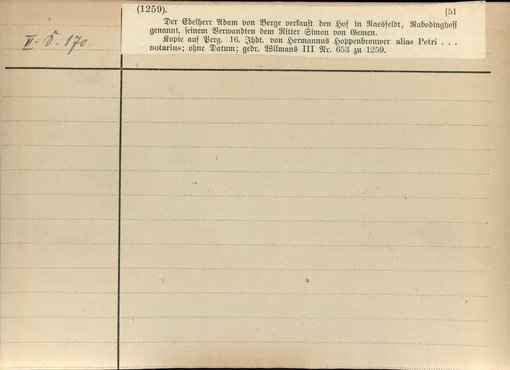 (1259). [51
Der Edelherr Adam von Berge verkauft den Hof in Raesfeldt, Rabodinghoff
genannt, seinem Verwandten dem Ritter Simon von Gemen.
Kopie auf Perg. 16. Jhdt. von Hermannus Hoppenbrouwer alias Petri . . .
notarius; ohne Datum; gedr. Wilmans III Nr. 653 zu 1259.
II. 170